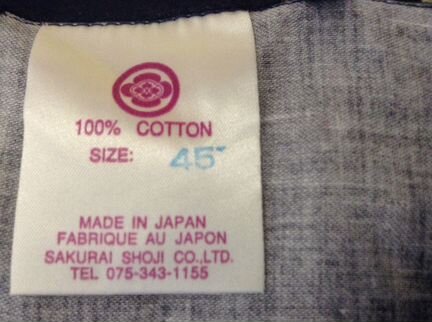 100% COTTON
SIZE: 45"
MADE IN JAPAN
FABRIQUE AU JAPON
SAKURAI SHOJI CO.,LTD.
TEL 075-343-1155